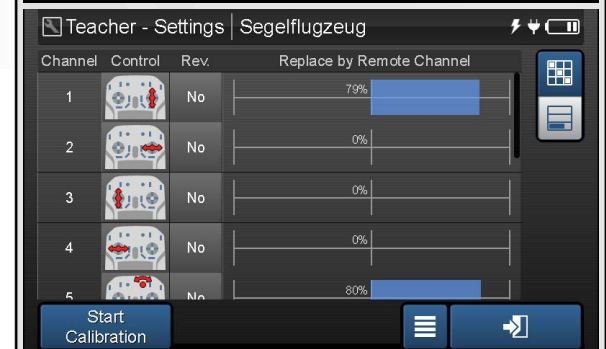 Teacher - Settings Segelflugzeug
Channel Control Rev. Replace by Remote Channel
1 No 79%
2 No 0%
3 No 0%
4 No 0%
5 No 80%
Start
Calibration